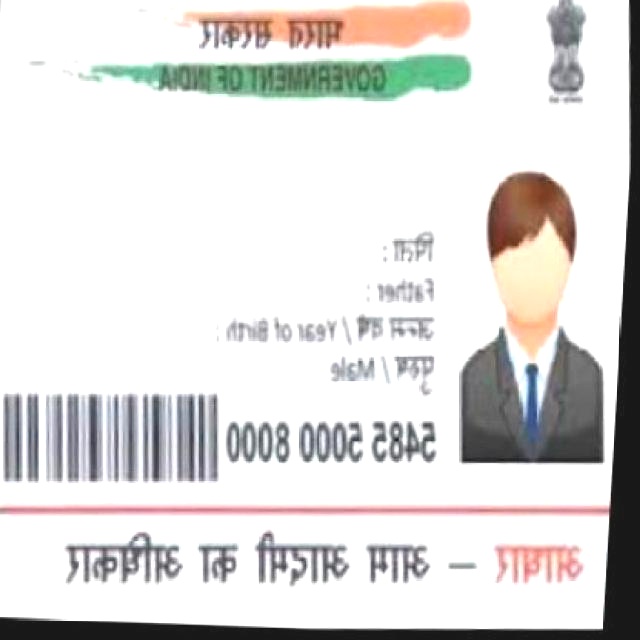 भारत सरकार
GOVERNMENT OF INDIA
पिता :
Father :
जन्म वर्ष / Year of Birth :
पुरुष / Male
5485 5000 8000
आधार – आम आदमी का अधिकार